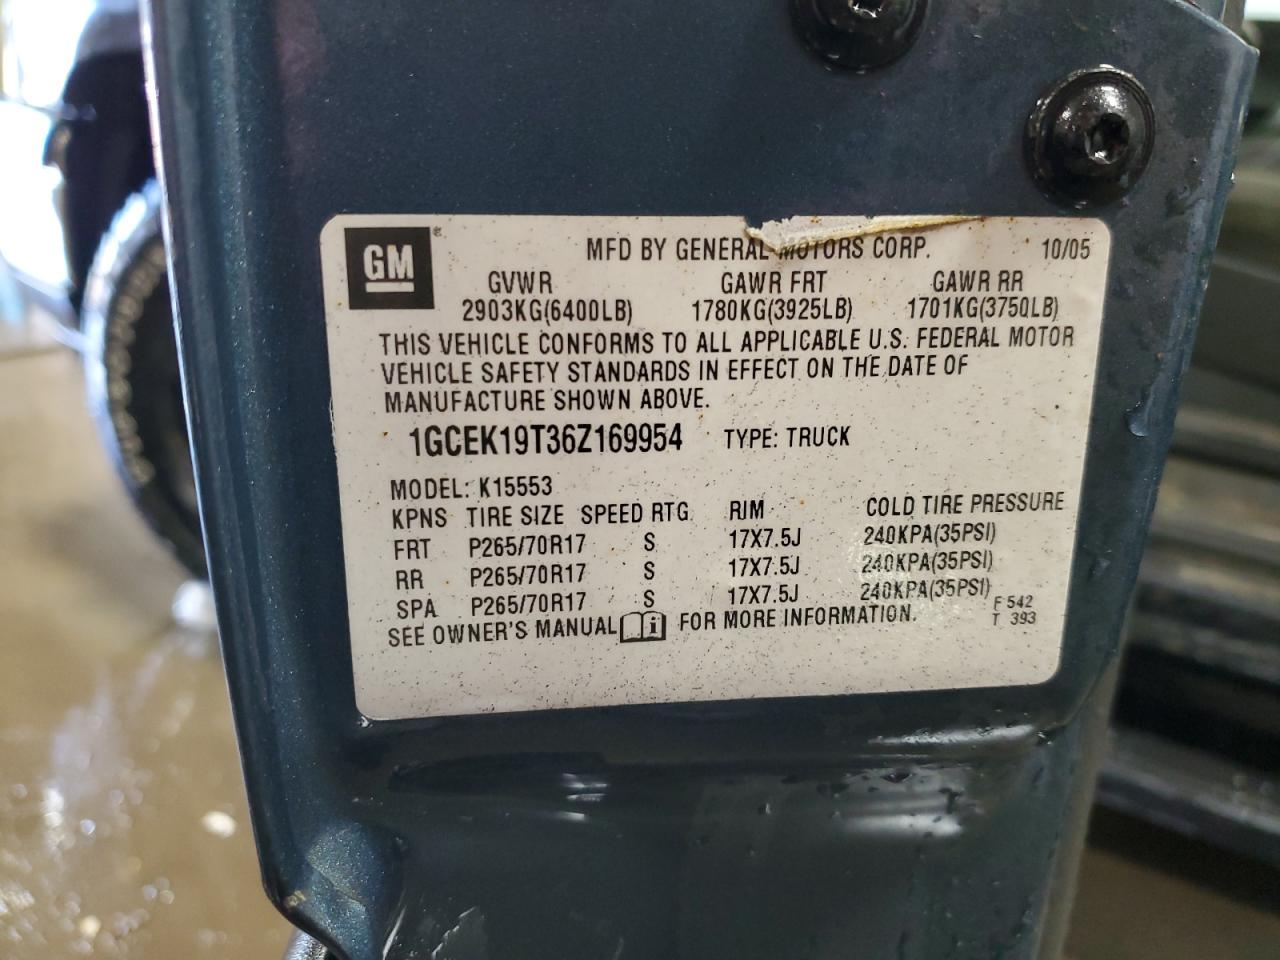 GM ® MFD BY GENERAL MOTORS CORP. 10/05
GVWR GAWR FRT GAWR RR
2903KG(6400LB) 1780KG(3925LB) 1701KG(3750LB)
THIS VEHICLE CONFORMS TO ALL APPLICABLE U.S. FEDERAL MOTOR
VEHICLE SAFETY STANDARDS IN EFFECT ON THE DATE OF
MANUFACTURE SHOWN ABOVE.
1GCEK19T36Z169954 TYPE: TRUCK
MODEL: K15553
KPNS TIRE SIZE SPEED RTG RIM COLD TIRE PRESSURE
FRT P265/70R17 S 17X7.5J 240KPA(35PSI)
RR P265/70R17 S 17X7.5J 240KPA(35PSI)
SPA P265/70R17 S 17X7.5J 240KPA(35PSI)
SEE OWNER'S MANUAL i FOR MORE INFORMATION.
F 542
T 393